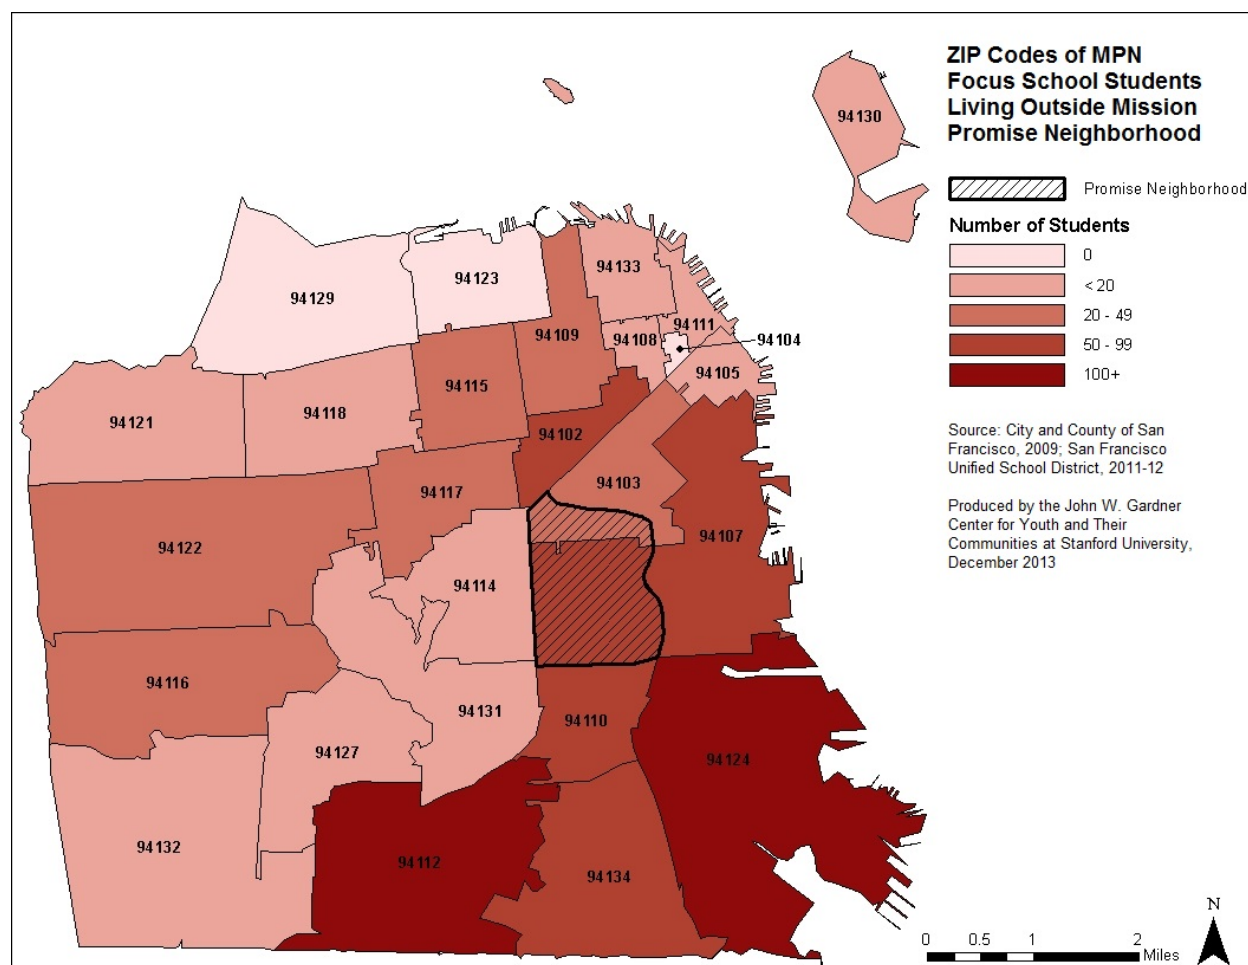 ZIP Codes of MPN
Focus School Students
Living Outside Mission
Promise Neighborhood
Promise Neighborhood
Number of Students
0
< 20
20 - 49
50 - 99
100+
Source: City and County of San
Francisco, 2009; San Francisco
Unified School District, 2011-12
Produced by the John W. Gardner
Center for Youth and Their
Communities at Stanford University,
December 2013
94130
94133
94123
94129
94111
94109
94108
94104
94105
94115
94118
94121
94102
94103
94117
94107
94122
94114
94116
94131
94110
94127
94124
94132
94112
94134
N
0 0.5 1 2
Miles